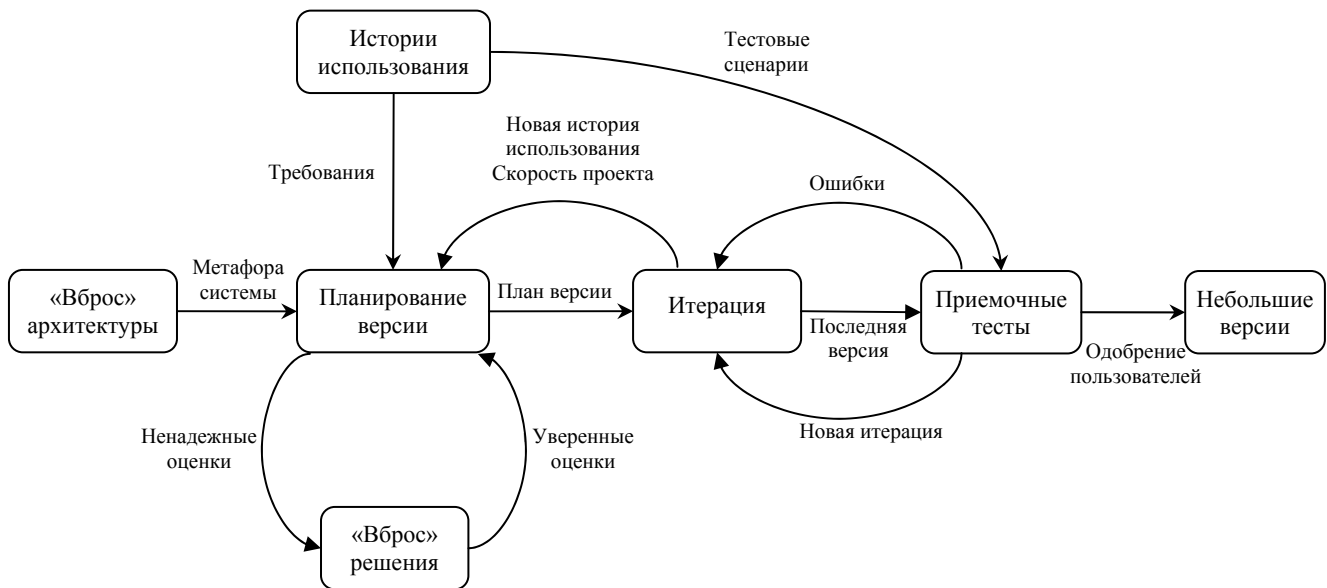 Истории
использования
Тестовые
сценарии
Новая история
использования
Скорость проекта
Требования
Ошибки
«Вброс»
архитектуры
Метафора
системы
Планирование
версии
План версии
Итерация
Последняя
версия
Приемочные
тесты
Одобрение
пользователей
Небольшие
версии
Ненадежные
оценки
Уверенные
оценки
Новая итерация
«Вброс»
решения